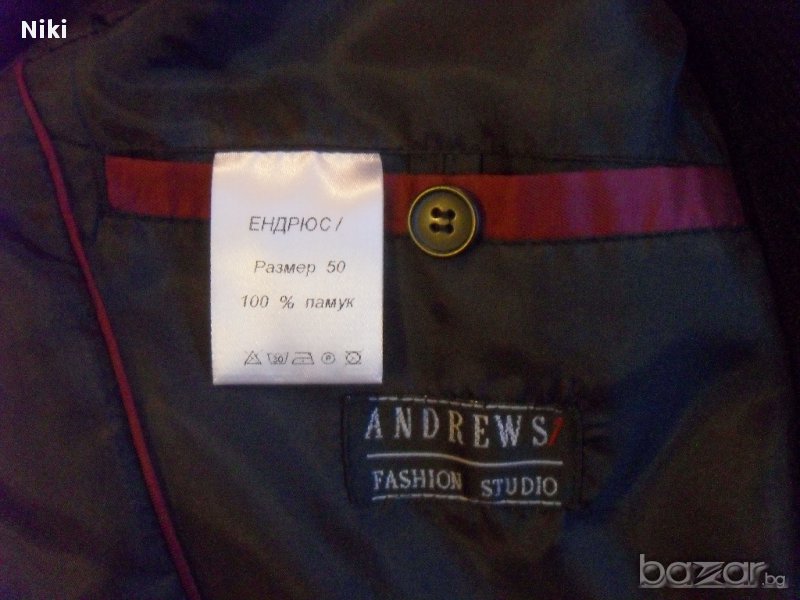 Niki
ЕНДРЮС/
Размер 50
100 % памук
ANDREWS/
FASHION STUDIO
bazar.bg